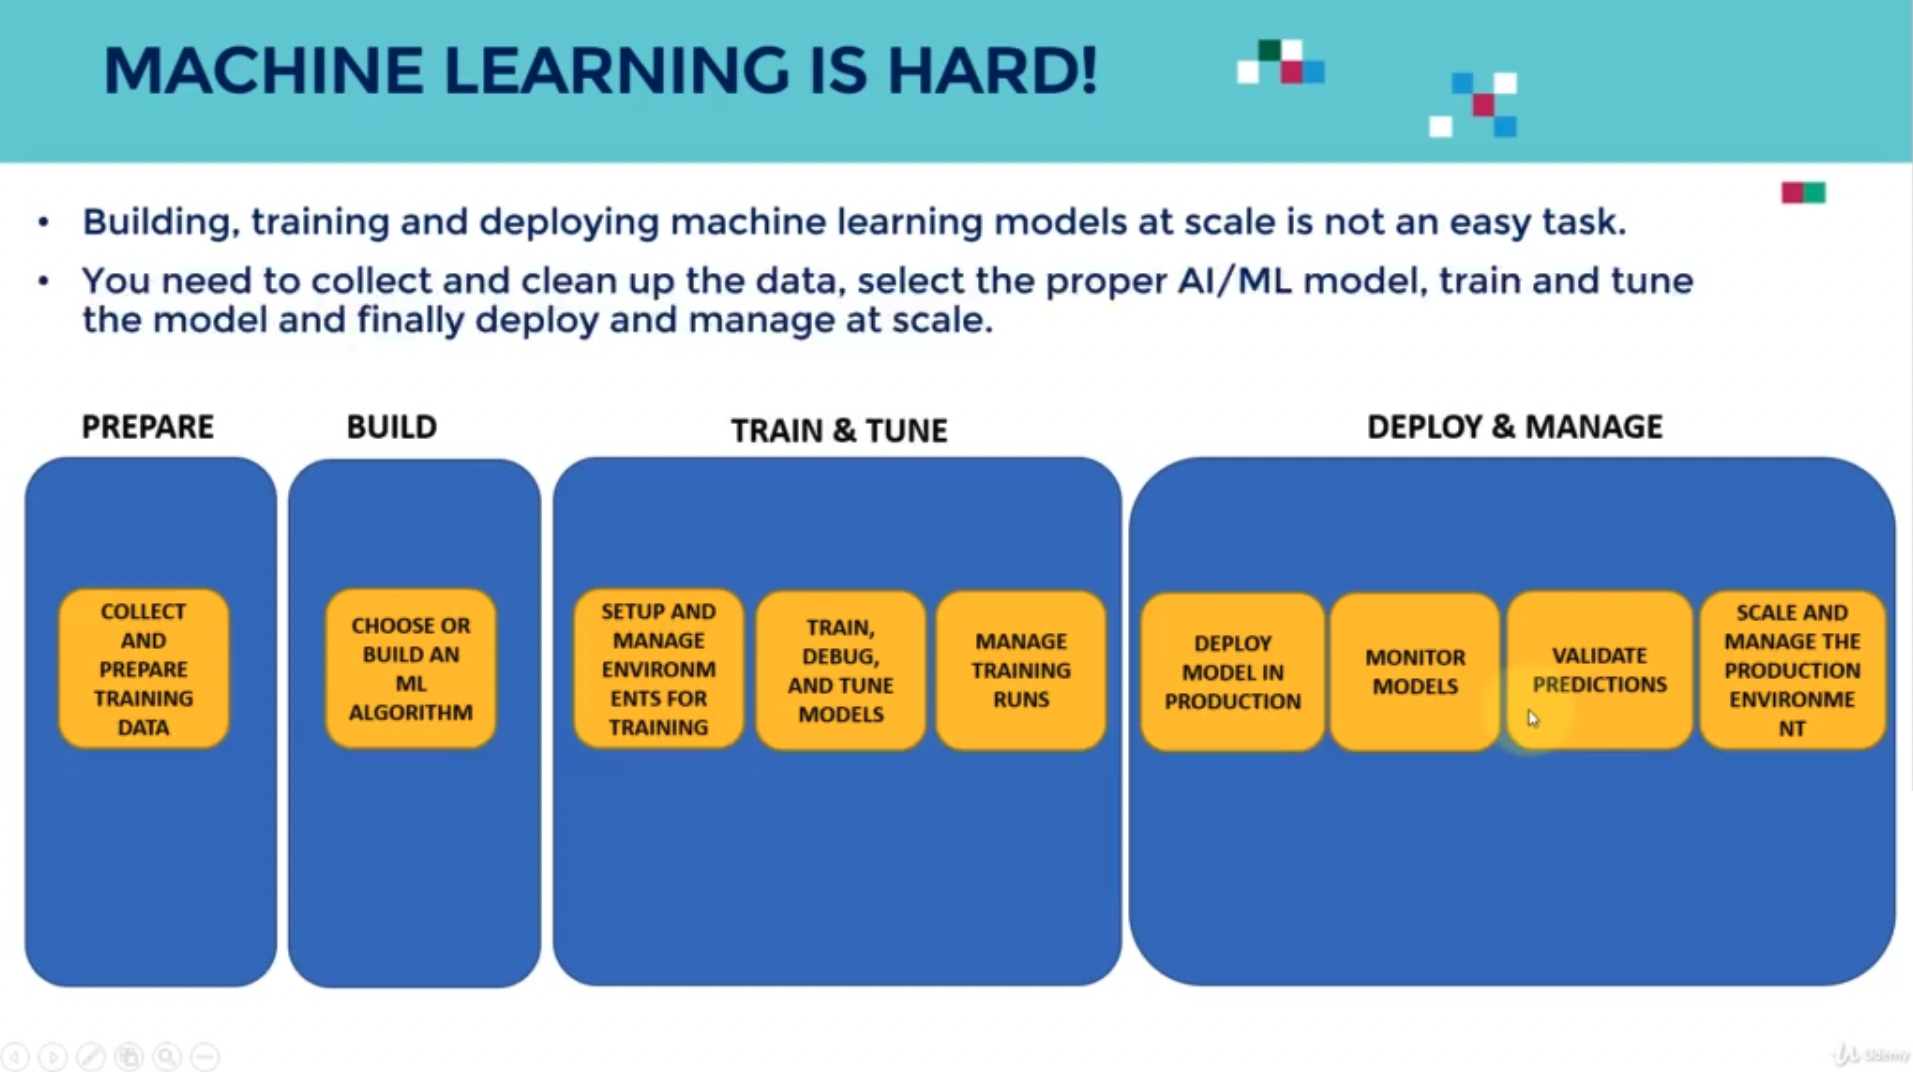 MACHINE LEARNING IS HARD!
• Building, training and deploying machine learning models at scale is not an easy task.
• You need to collect and clean up the data, select the proper AI/ML model, train and tune
the model and finally deploy and manage at scale.
PREPARE
COLLECT
AND
PREPARE
TRAINING
DATA
BUILD
CHOOSE OR
BUILD AN
ML
ALGORITHM
TRAIN & TUNE
SETUP AND
MANAGE
ENVIRONM
ENTS FOR
TRAINING
TRAIN,
DEBUG,
AND TUNE
MODELS
MANAGE
TRAINING
RUNS
DEPLOY & MANAGE
DEPLOY
MODEL IN
PRODUCTION
MONITOR
MODELS
VALIDATE
PREDICTIONS
SCALE AND
MANAGE THE
PRODUCTION
ENVIRONME
NT
Udemy